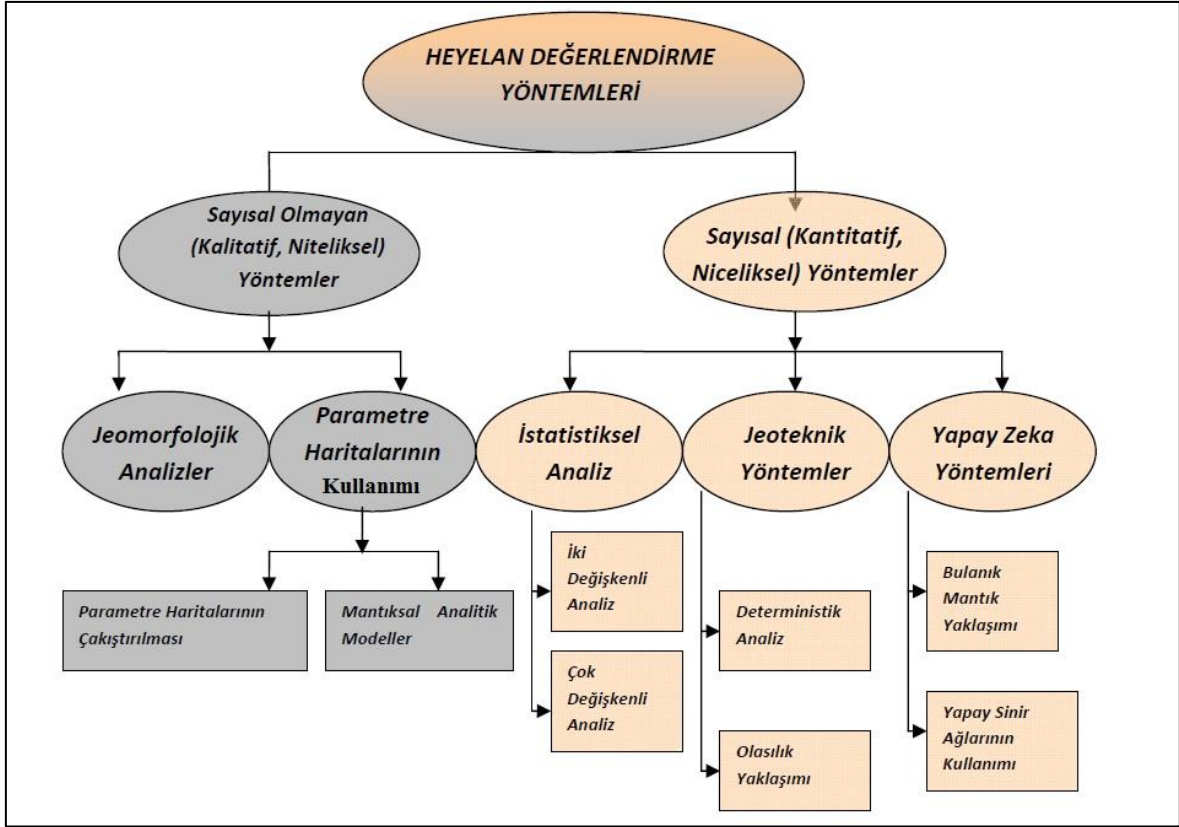 HEYELAN DEĞERLENDİRME
YÖNTEMLERİ
Sayısal Olmayan
(Kalitatif, Niteliksel)
Yöntemler
Sayısal (Kantitatif,
Niceliksel) Yöntemler
Jeomorfolojik
Analizler
Parametre
Haritalarının
Kullanımı
İstatistiksel
Analiz
Jeoteknik
Yöntemler
Yapay Zeka
Yöntemleri
Parametre Haritalarının
Çakıştırılması
Mantıksal Analitik
Modeller
İki
Değişkenli
Analiz
Çok
Değişkenli
Analiz
Deterministik
Analiz
Olasılık
Yaklaşımı
Bulanık
Mantık
Yaklaşımı
Yapay Sinir
Ağlarının
Kullanımı